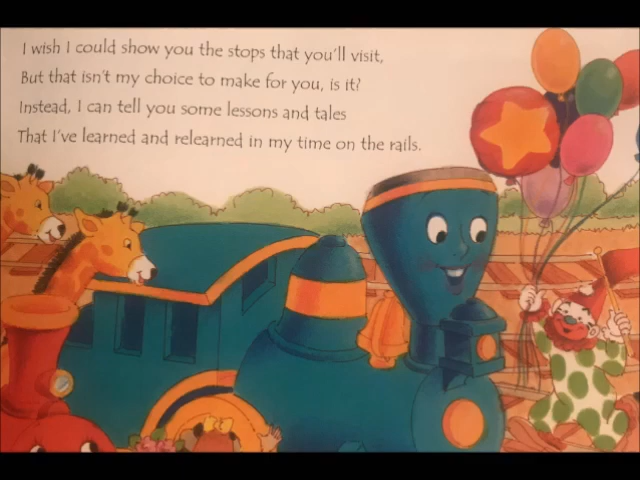 I wish I could show you the stops that you'll visit,
But that isn't my choice to make for you, is it?
Instead, I can tell you some lessons and tales
That I've learned and relearned in my time on the rails.